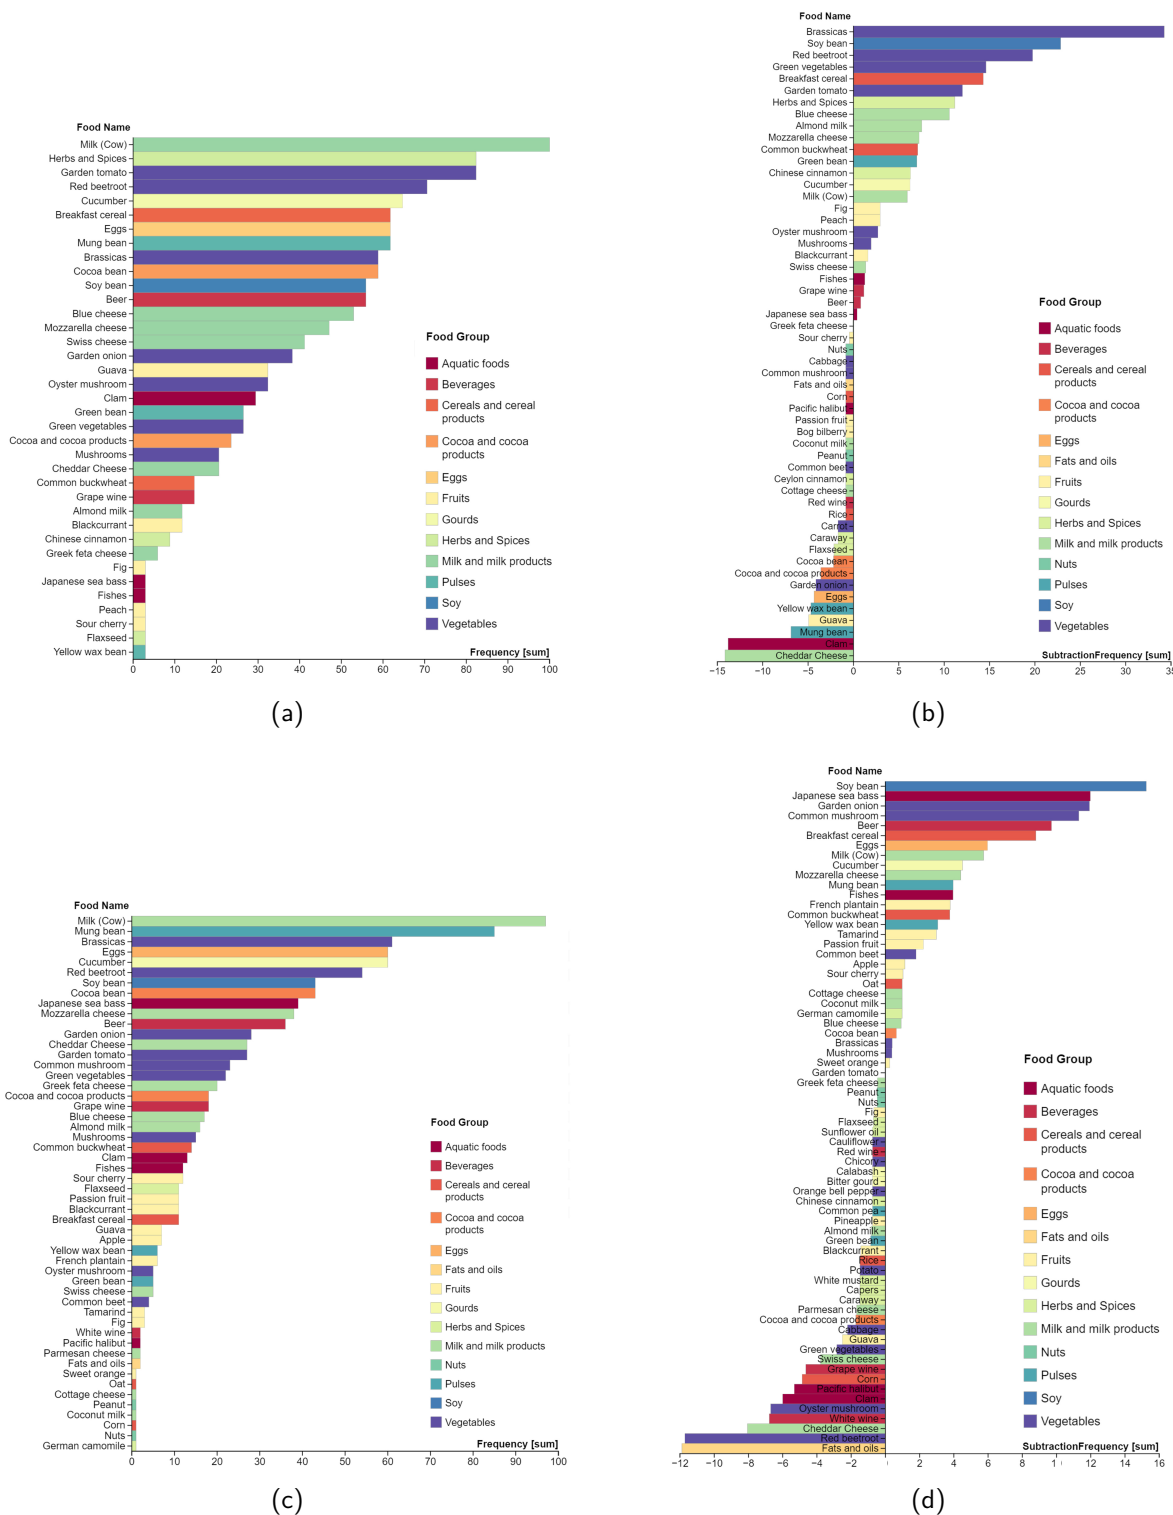 Food Name
Milk (Cow)
Herbs and Spices
Garden tomato
Red beetroot
Cucumber
Breakfast cereal
Eggs
Mung bean
Brassicas
Cocoa bean
Soy bean
Beer
Blue cheese
Mozzarella cheese
Swiss cheese
Garden onion
Guava
Oyster mushroom
Clam
Green bean
Green vegetables
Cocoa and cocoa products
Mushrooms
Cheddar Cheese
Common buckwheat
Grape wine
Almond milk
Blackcurrant
Chinese cinnamon
Greek feta cheese
Fig
Japanese sea bass
Fishes
Peach
Sour cherry
Flaxseed
Yellow wax bean
Frequency [sum]
0 10 20 30 40 50 60 70 80 90 100
Food Group
Aquatic foods
Beverages
Cereals and cereal
products
Cocoa and cocoa
products
Eggs
Fruits
Gourds
Herbs and Spices
Milk and milk products
Pulses
Soy
Vegetables
(a)
Food Name
Brassicas
Soy bean
Red beetroot
Green vegetables
Breakfast cereal
Garden tomato
Herbs and Spices
Blue cheese
Almond milk
Mozzarella cheese
Common buckwheat
Green bean
Chinese cinnamon
Cucumber
Milk (Cow)
Fig
Peach
Oyster mushroom
Mushrooms
Blackcurrant
Swiss cheese
Fishes
Grape wine
Beer
Japanese sea bass
Greek feta cheese
Sour cherry
Nuts
Cabbage
Common mushroom
Fats and oils
Corn
Pacific halibut
Passion fruit
Bog bilberry
Coconut milk
Peanut
Common beet
Ceylon cinnamon
Cottage cheese
Red wine
Rice
Carrot
Caraway
Flaxseed
Cocoa bean
Cocoa and cocoa products
Garden onion
Eggs
Yellow wax bean
Guava
Mung bean
Clam
Cheddar Cheese
SubtractionFrequency [sum]
−15 −10 −5 0 5 10 15 20 25 30 35
Food Group
Aquatic foods
Beverages
Cereals and cereal
products
Cocoa and cocoa
products
Eggs
Fats and oils
Fruits
Gourds
Herbs and Spices
Milk and milk products
Nuts
Pulses
Soy
Vegetables
(b)
Food Name
Milk (Cow)
Mung bean
Brassicas
Eggs
Cucumber
Red beetroot
Soy bean
Cocoa bean
Japanese sea bass
Mozzarella cheese
Beer
Garden onion
Cheddar Cheese
Garden tomato
Common mushroom
Green vegetables
Greek feta cheese
Cocoa and cocoa products
Grape wine
Blue cheese
Almond milk
Mushrooms
Common buckwheat
Clam
Fishes
Sour cherry
Flaxseed
Passion fruit
Blackcurrant
Breakfast cereal
Guava
Apple
Yellow wax bean
French plantain
Oyster mushroom
Green bean
Swiss cheese
Common beet
Tamarind
Fig
White wine
Pacific halibut
Parmesan cheese
Fats and oils
Sweet orange
Oat
Cottage cheese
Peanut
Coconut milk
Corn
Nuts
German camomile
Frequency [sum]
0 10 20 30 40 50 60 70 80 90 100
Food Group
Aquatic foods
Beverages
Cereals and cereal
products
Cocoa and cocoa
products
Eggs
Fats and oils
Fruits
Gourds
Herbs and Spices
Milk and milk products
Nuts
Pulses
Soy
Vegetables
(c)
Food Name
Soy bean
Japanese sea bass
Garden onion
Common mushroom
Beer
Breakfast cereal
Eggs
Milk (Cow)
Cucumber
Mozzarella cheese
Mung bean
Fishes
French plantain
Common buckwheat
Yellow wax bean
Tamarind
Passion fruit
Common beet
Apple
Sour cherry
Oat
Cottage cheese
Coconut milk
German camomile
Blue cheese
Cocoa bean
Brassicas
Mushrooms
Sweet orange
Garden tomato
Greek feta cheese
Peanut
Nuts
Fig
Flaxseed
Sunflower oil
Cauliflower
Red wine
Chicory
Calabash
Bitter gourd
Orange bell pepper
Chinese cinnamon
Common pea
Pineapple
Almond milk
Green bean
Blackcurrant
Rice
Potato
White mustard
Capers
Caraway
Parmesan cheese
Cocoa and cocoa products
Cabbage
Guava
Green vegetables
Swiss cheese
Grape wine
Corn
Pacific halibut
Clam
Oyster mushroom
White wine
Cheddar Cheese
Red beetroot
Fats and oils
SubtractionFrequency [sum]
−12 −10 −8 −6 −4 −2 0 2 4 6 8 10 12 14 16
Food Group
Aquatic foods
Beverages
Cereals and cereal
products
Cocoa and cocoa
products
Eggs
Fats and oils
Fruits
Gourds
Herbs and Spices
Milk and milk products
Nuts
Pulses
Soy
Vegetables
(d)